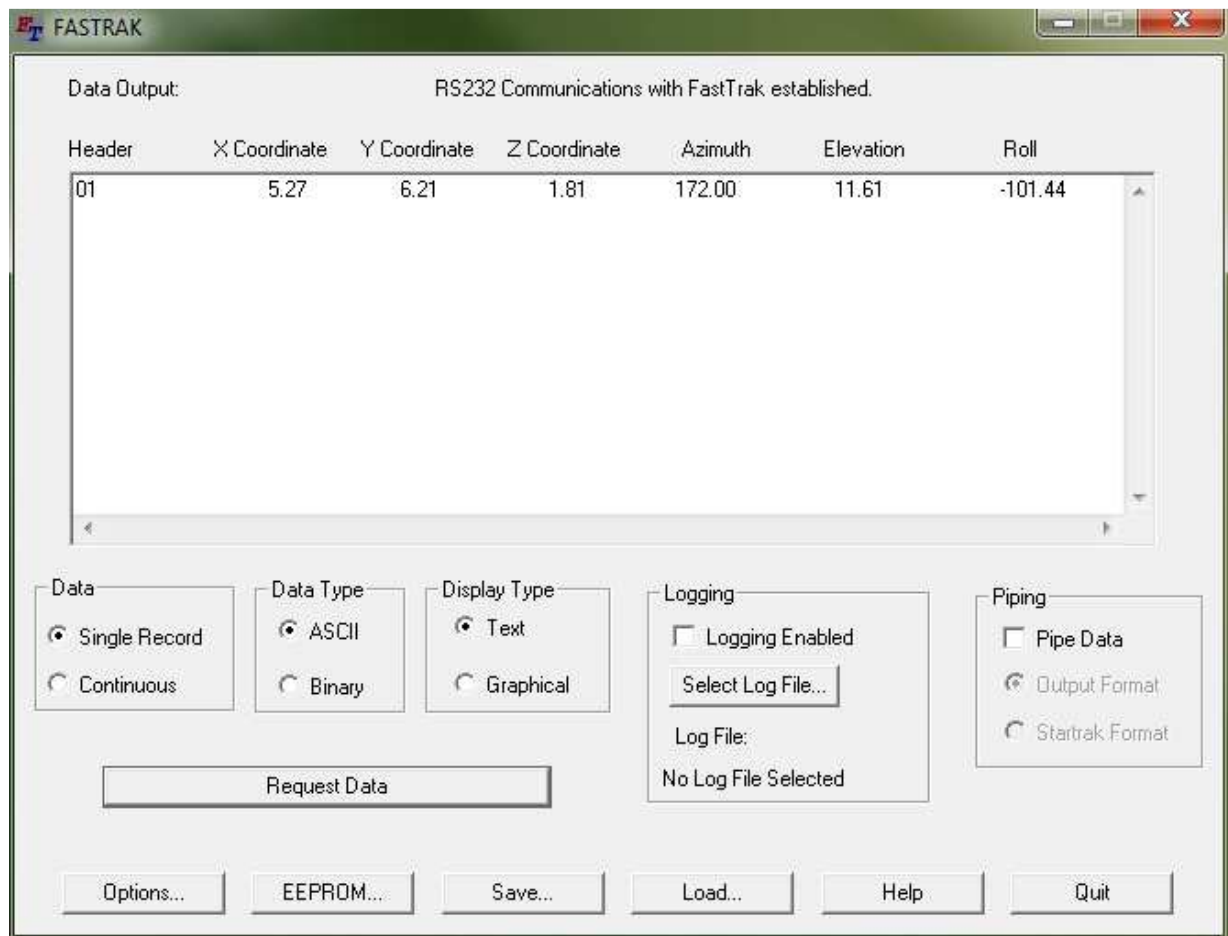 FT FASTRAK
Data Output: RS232 Communications with FastTrak established.
Header X Coordinate Y Coordinate Z Coordinate Azimuth Elevation Roll
01 5.27 6.21 1.81 172.00 11.61 -101.44
Data
Single Record
Continuous
Data Type
ASCII
Binary
Display Type
Text
Graphical
Logging
Logging Enabled
Select Log File...
Log File:
No Log File Selected
Piping
Pipe Data
Output Format
Startrak Format
Request Data
Options... EEPROM... Save... Load... Help Quit